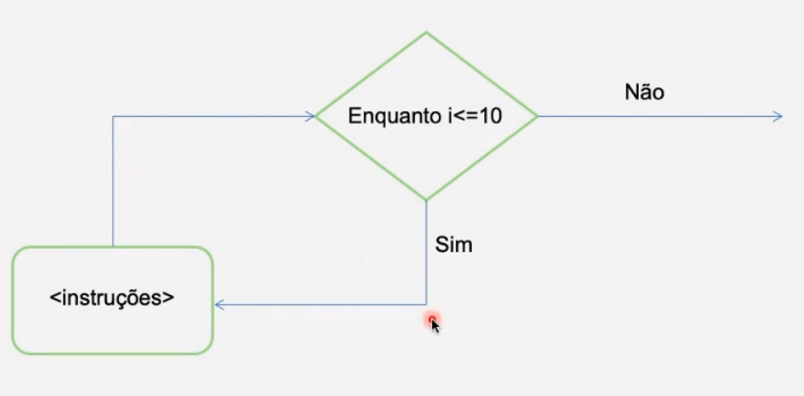 Enquanto i<=10
Não
Sim
<instruções>